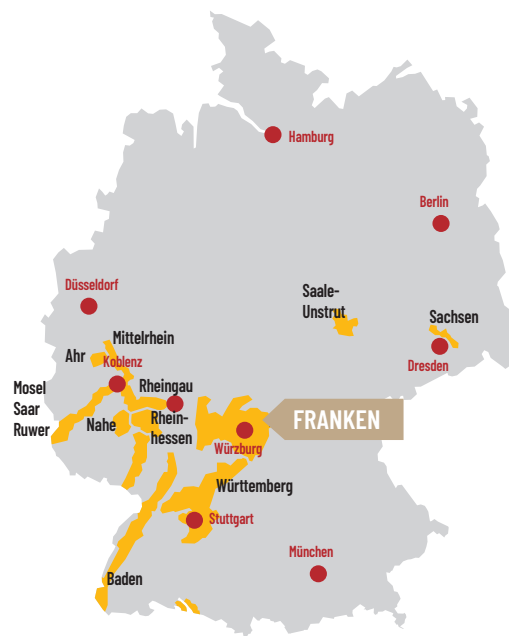 Hamburg
Berlin
Düsseldorf
Saale-
Unstrut
Sachsen
Mittelrhein
Ahr
Koblenz
Dresden
Mosel
Saar
Ruwer
Rheingau
Nahe
Rhein-
hessen
FRANKEN
Würzburg
Württemberg
Stuttgart
München
Baden